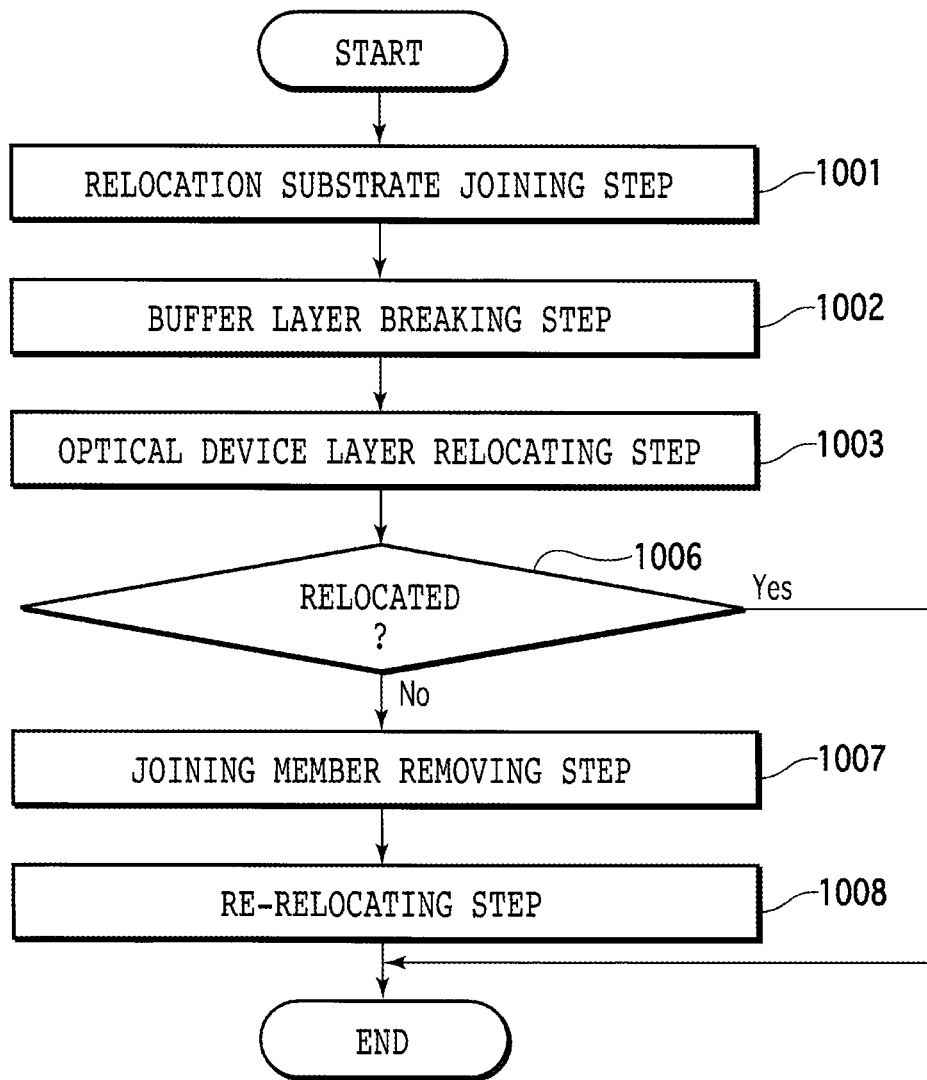 START
RELOCATION SUBSTRATE JOINING STEP
1001
BUFFER LAYER BREAKING STEP
1002
OPTICAL DEVICE LAYER RELOCATING STEP
1003
1006
RELOCATED
?
Yes
No
JOINING MEMBER REMOVING STEP
1007
RE-RELOCATING STEP
1008
END